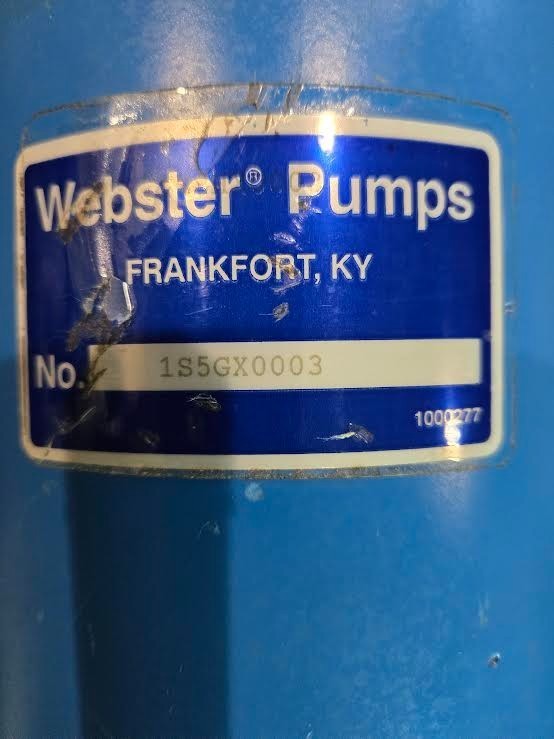 Webster® Pumps
FRANKFORT, KY
No. 1S5GX0003
1000277